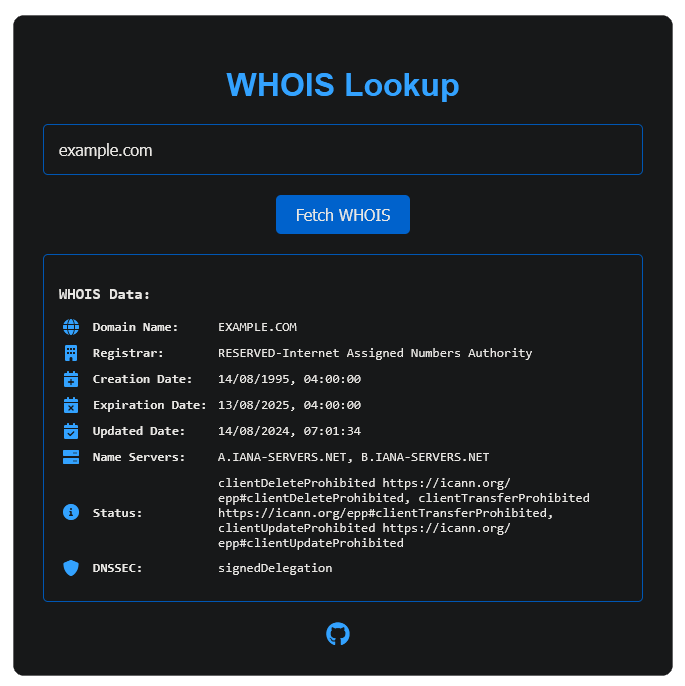 WHOIS Lookup
example.com
Fetch WHOIS
WHOIS Data:
Domain Name: EXAMPLE.COM
Registrar: RESERVED-Internet Assigned Numbers Authority
Creation Date: 14/08/1995, 04:00:00
Expiration Date: 13/08/2025, 04:00:00
Updated Date: 14/08/2024, 07:01:34
Name Servers: A.IANA-SERVERS.NET, B.IANA-SERVERS.NET
Status: clientDeleteProhibited https://icann.org/
epp#clientDeleteProhibited, clientTransferProhibited
https://icann.org/epp#clientTransferProhibited,
clientUpdateProhibited https://icann.org/
epp#clientUpdateProhibited
DNSSEC: signedDelegation